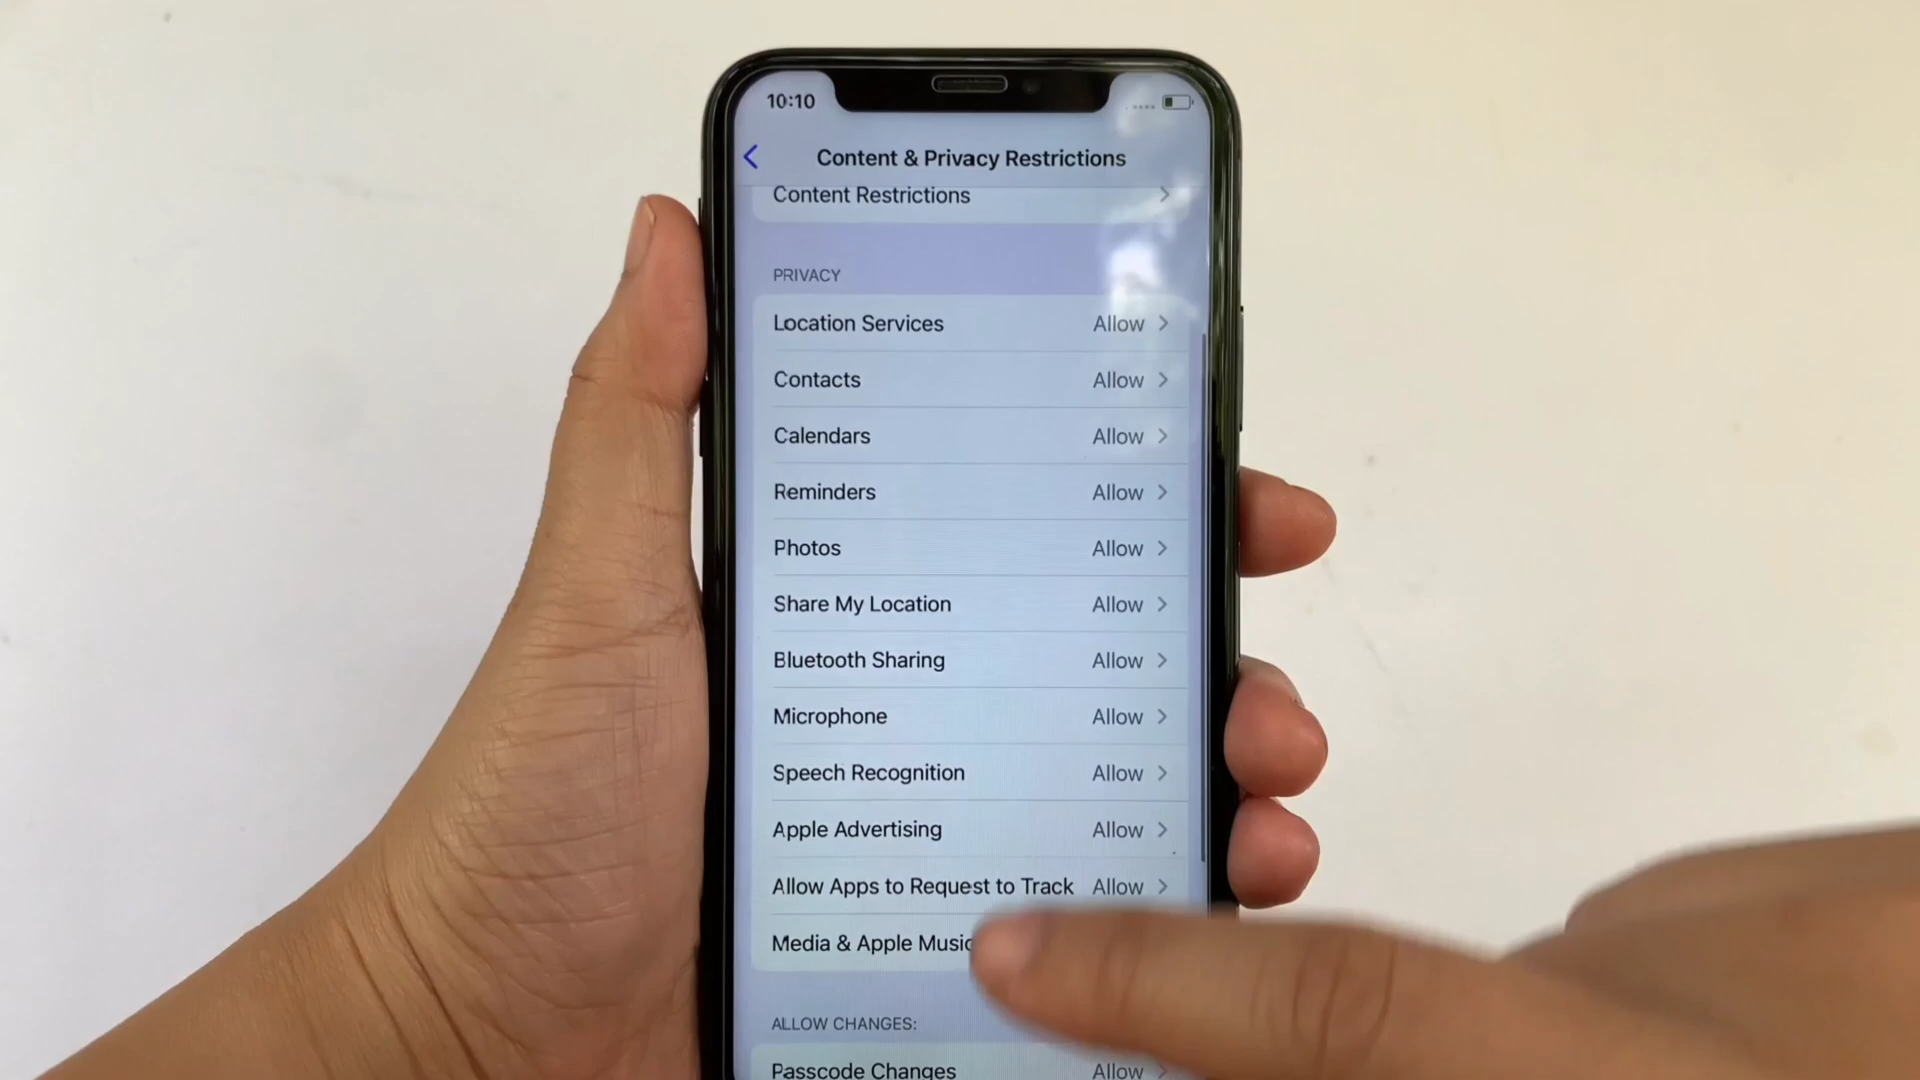 10:10
Content & Privacy Restrictions
Content Restrictions
PRIVACY
Location Services Allow
Contacts Allow
Calendars Allow
Reminders Allow
Photos Allow
Share My Location Allow
Bluetooth Sharing Allow
Microphone Allow
Speech Recognition Allow
Apple Advertising Allow
Allow Apps to Request to Track Allow
Media & Apple Music
ALLOW CHANGES:
Passcode Changes Allow